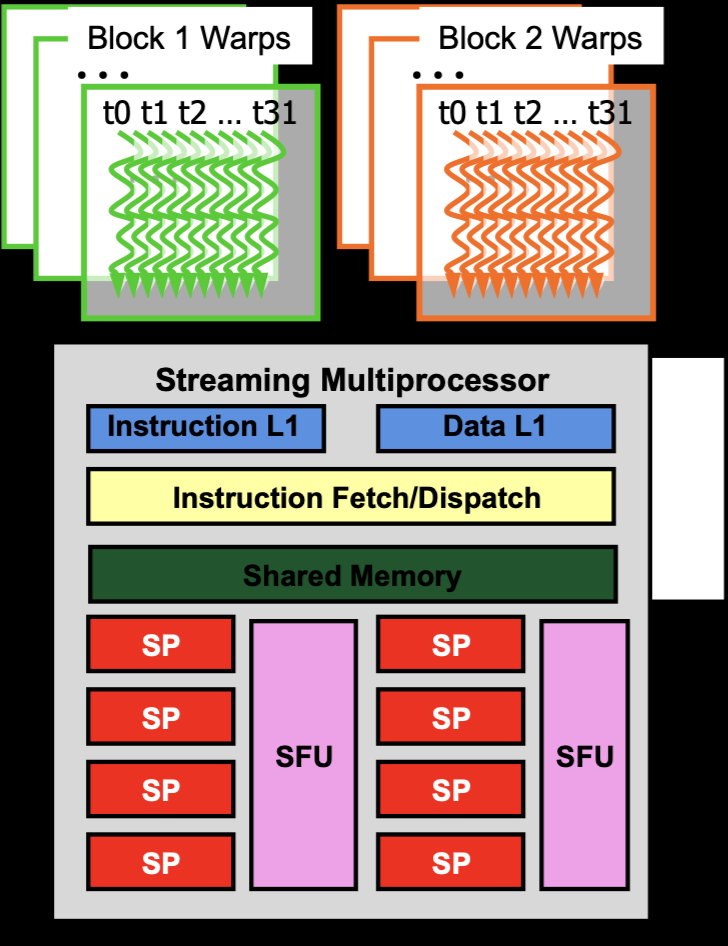 Block 1 Warps
Block 2 Warps
...
...
t0 t1 t2 ... t31
t0 t1 t2 ... t31
Streaming Multiprocessor
Instruction L1
Data L1
Instruction Fetch/Dispatch
Shared Memory
SP
SP
SP
SP
SFU
SP
SP
SP
SP
SFU